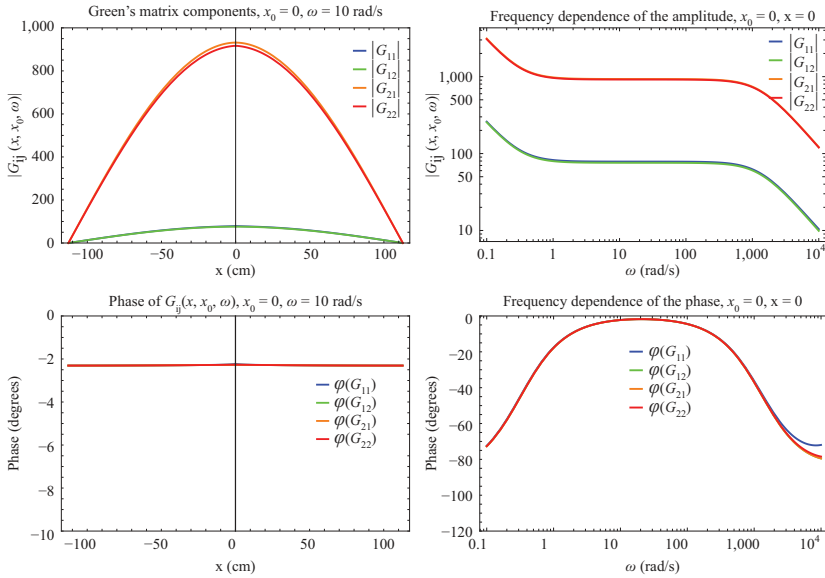 Green's matrix components, x₀ = 0, ω = 10 rad/s
1,000
800
600
400
200
0
|Gᵢⱼ (x, x₀, ω)|
|G₁₁|
|G₁₂|
|G₂₁|
|G₂₂|
−100
−50
0
50
100
x (cm)
Frequency dependence of the amplitude, x₀ = 0, x = 0
1,000
500
100
50
10
|Gᵢⱼ (x, x₀, ω)|
|G₁₁|
|G₁₂|
|G₂₁|
|G₂₂|
0.1
1
10
100
1,000
10⁴
ω (rad/s)
Phase of Gᵢⱼ(x, x₀, ω), x₀ = 0, ω = 10 rad/s
0
−2
−4
−6
−8
−10
Phase (degrees)
φ(G₁₁)
φ(G₁₂)
φ(G₂₁)
φ(G₂₂)
−100
−50
0
50
100
x (cm)
Frequency dependence of the phase, x₀ = 0, x = 0
0
−20
−40
−60
−80
−100
−120
Phase (degrees)
φ(G₁₁)
φ(G₁₂)
φ(G₂₁)
φ(G₂₂)
0.1
1
10
100
1,000
10⁴
ω (rad/s)